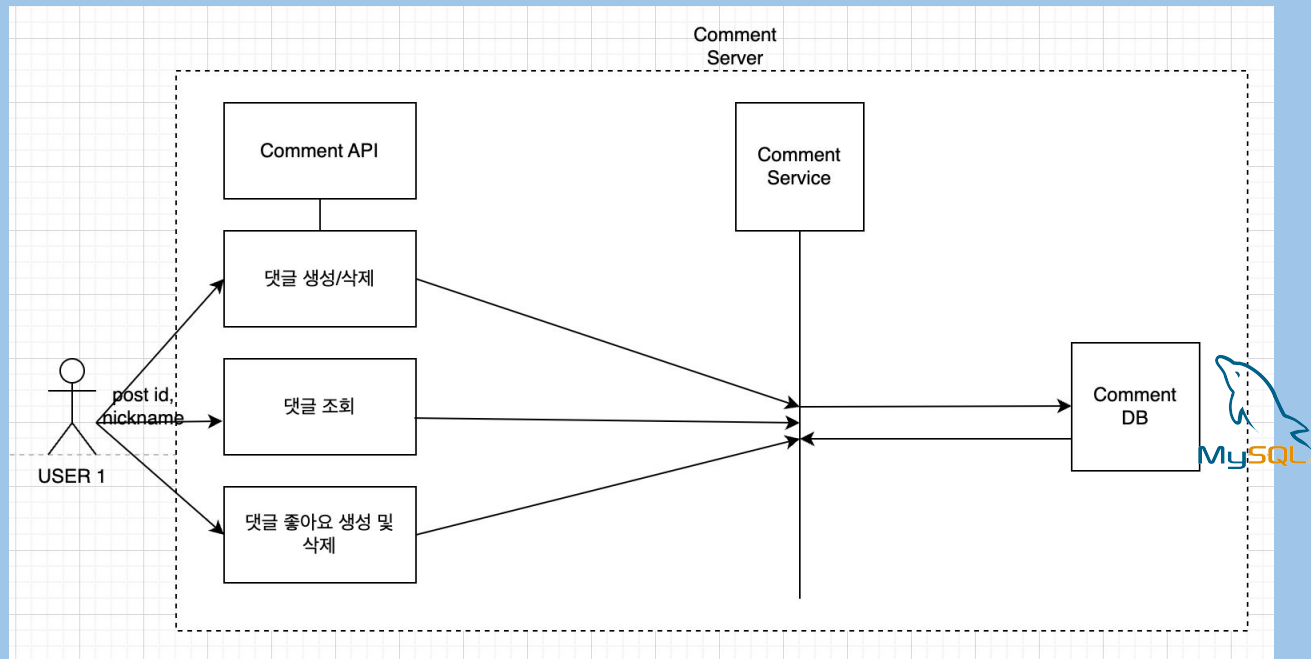 Comment
Server
Comment API
Comment
Service
댓글 생성/삭제
post id,
nickname
댓글 조회
Comment
DB
MySQL
USER 1
댓글 좋아요 생성 및
삭제